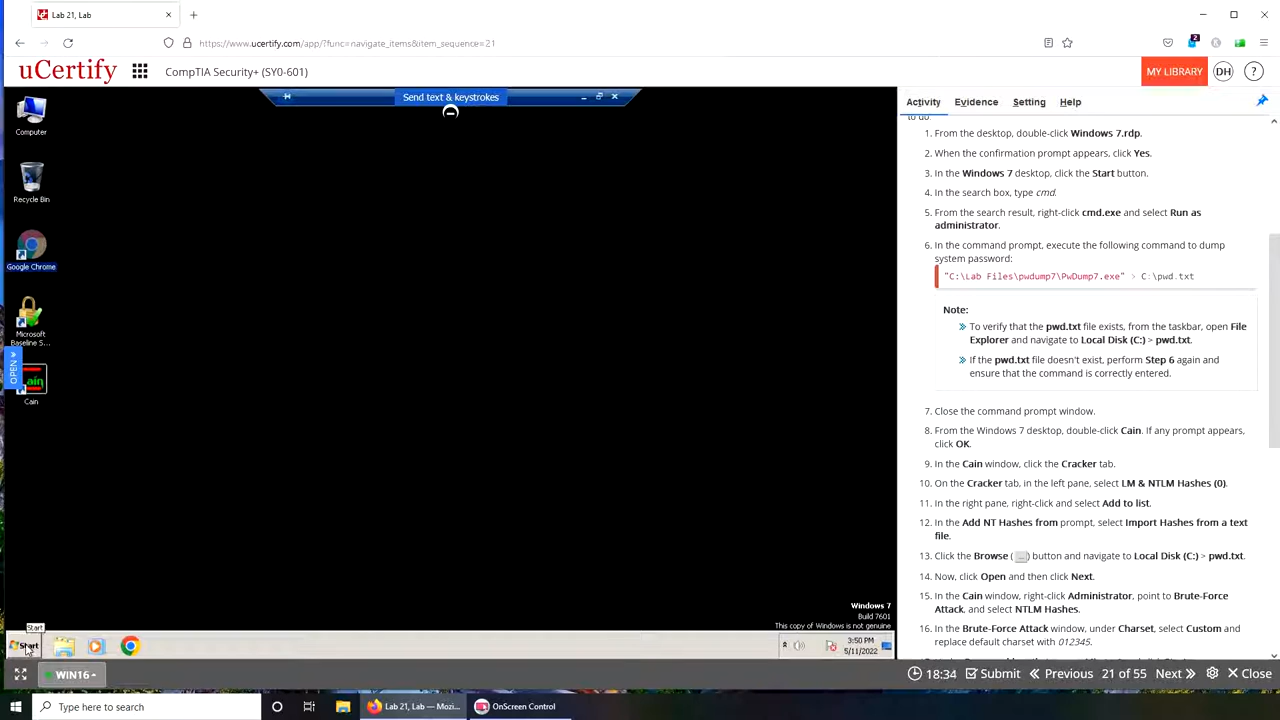 Lab 21, Lab
https://www.ucertify.com/app/?func=navigate_items&item_sequence=21
2
uCertify
CompTIA Security+ (SY0-601)
MY LIBRARY
DH
?
Send text & keystrokes
Computer
Recycle Bin
Google Chrome
Microsoft
Baseline S...
OPEN
Cain
Windows 7
Build 7601
This copy of Windows is not genuine
Start
Start
3:50 PM
5/11/2022
Activity
Evidence
Setting
Help
to do:
1. From the desktop, double-click Windows 7.rdp.
2. When the confirmation prompt appears, click Yes.
3. In the Windows 7 desktop, click the Start button.
4. In the search box, type cmd.
5. From the search result, right-click cmd.exe and select Run as
administrator.
6. In the command prompt, execute the following command to dump
system password:
"C:\Lab Files\pwdump7\PwDump7.exe" > C:\pwd.txt
Note:
To verify that the pwd.txt file exists, from the taskbar, open File
Explorer and navigate to Local Disk (C:) > pwd.txt.
If the pwd.txt file doesn't exist, perform Step 6 again and
ensure that the command is correctly entered.
7. Close the command prompt window.
8. From the Windows 7 desktop, double-click Cain. If any prompt appears,
click OK.
9. In the Cain window, click the Cracker tab.
10. On the Cracker tab, in the left pane, select LM & NTLM Hashes (0).
11. In the right pane, right-click and select Add to list.
12. In the Add NT Hashes from prompt, select Import Hashes from a text
file.
13. Click the Browse (...) button and navigate to Local Disk (C:) > pwd.txt.
14. Now, click Open and then click Next.
15. In the Cain window, right-click Administrator, point to Brute-Force
Attack, and select NTLM Hashes.
16. In the Brute-Force Attack window, under Charset, select Custom and
replace default charset with 012345.
WIN16
18:34
Submit
Previous
21 of 55
Next
Close
Type here to search
Lab 21, Lab — Mozi...
OnScreen Control